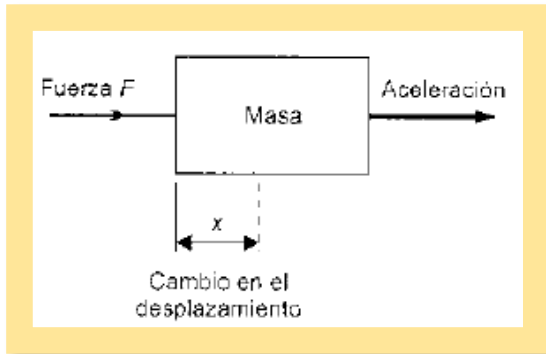 Fuerza F
Masa
Aceleración
x
Cambio en el
desplazamiento